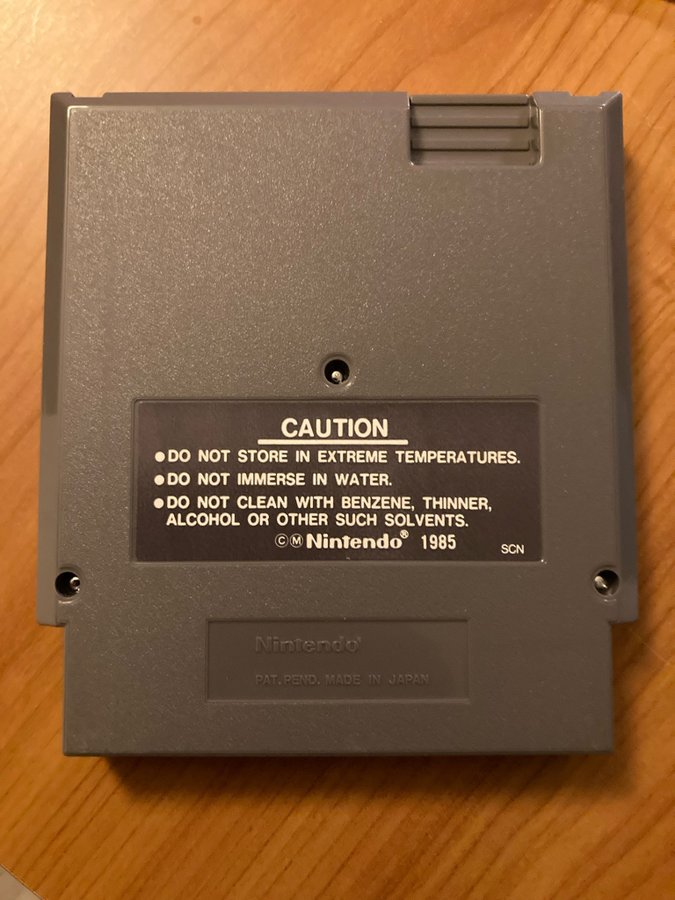 CAUTION
●DO NOT STORE IN EXTREME TEMPERATURES.
●DO NOT IMMERSE IN WATER.
●DO NOT CLEAN WITH BENZENE, THINNER,
ALCOHOL OR OTHER SUCH SOLVENTS.
ⒸⓂNintendo® 1985
SCN
Nintendo®
PAT. PEND. MADE IN JAPAN